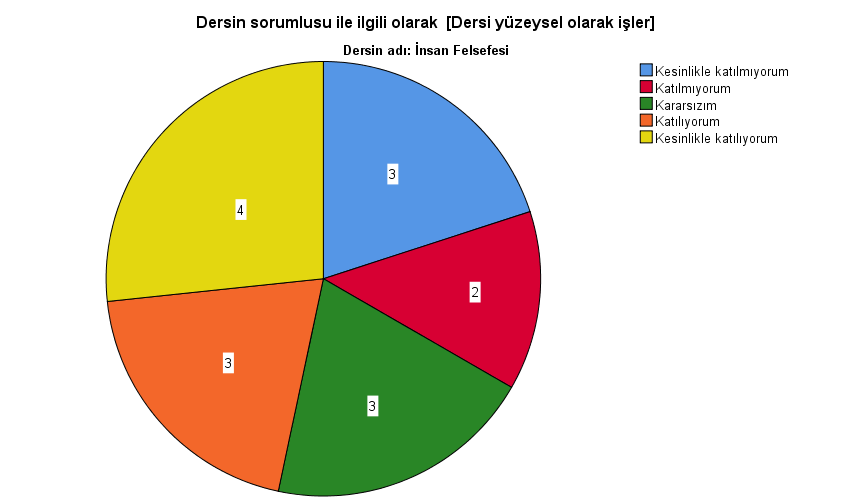 Dersin sorumlusu ile ilgili olarak [Dersi yüzeysel olarak işler]
Dersin adı: İnsan Felsefesi
Kesinlikle katılmıyorum
Katılmıyorum
Kararsızım
Katılıyorum
Kesinlikle katılıyorum
3
4
2
3
3